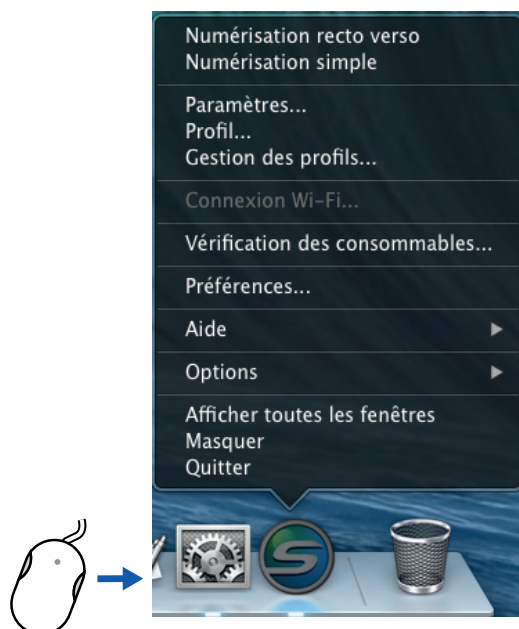 Numérisation recto verso
Numérisation simple
Paramètres...
Profil...
Gestion des profils...
Connexion Wi-Fi...
Vérification des consommables...
Préférences...
Aide
Options
Afficher toutes les fenêtres
Masquer
Quitter
S